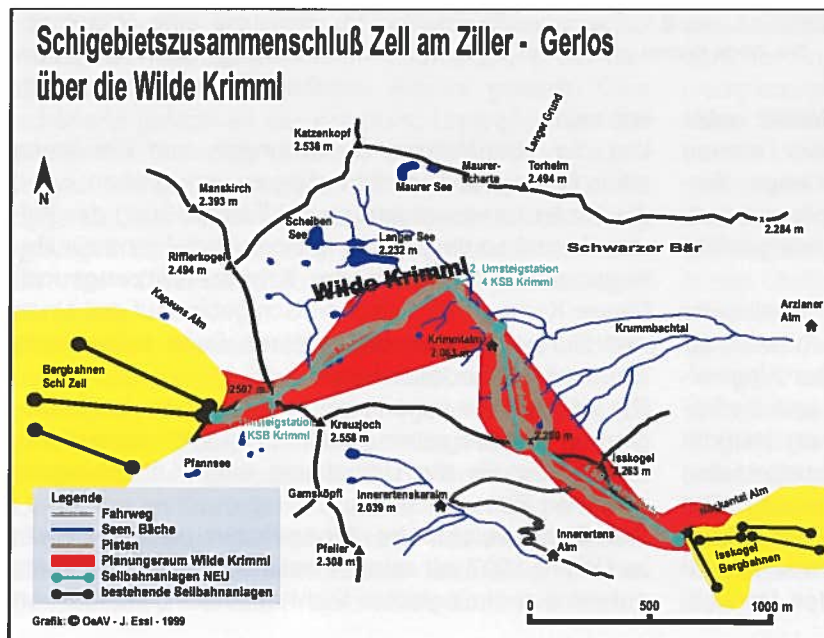 Schigebietszusammenschluß Zell am Ziller - Gerlos
über die Wilde Krimml
Katzenkopf
2.536 m
Langer Grund
Maurer
Scharte
Torhelm
2.494 m
Maurer
See
Manskirch
2.393 m
N
2.284 m
Scheiben
See
Langer See
2.232 m
Schwarzer Bär
Rifflerkogel
2.494 m
Wilde Krimml
2. Umsteigstation
4 KSB Krimml
Kapauns Alm
Arzlaner
Alm
Krummbachtal
Krimmlalm
Bergbahnen
Schi Zell
KSB Krimml
Kreuzjoch
2.558 m
Isskogel
2.263 m
Pfannsee
Gamsköpfl
Innerertenskaralm
2.039 m
Innerertens
Alm
Pfeiler
2.308 m
Isskogel
Bergbahnen
Legende
Fahrweg
Seen, Bäche
Pisten
Planungsraum Wilde Krimml
Seilbahnanlagen NEU
bestehende Seilbahnanlagen
0 500 1000 m
Grafik: © OeAV - J. Essl - 1999